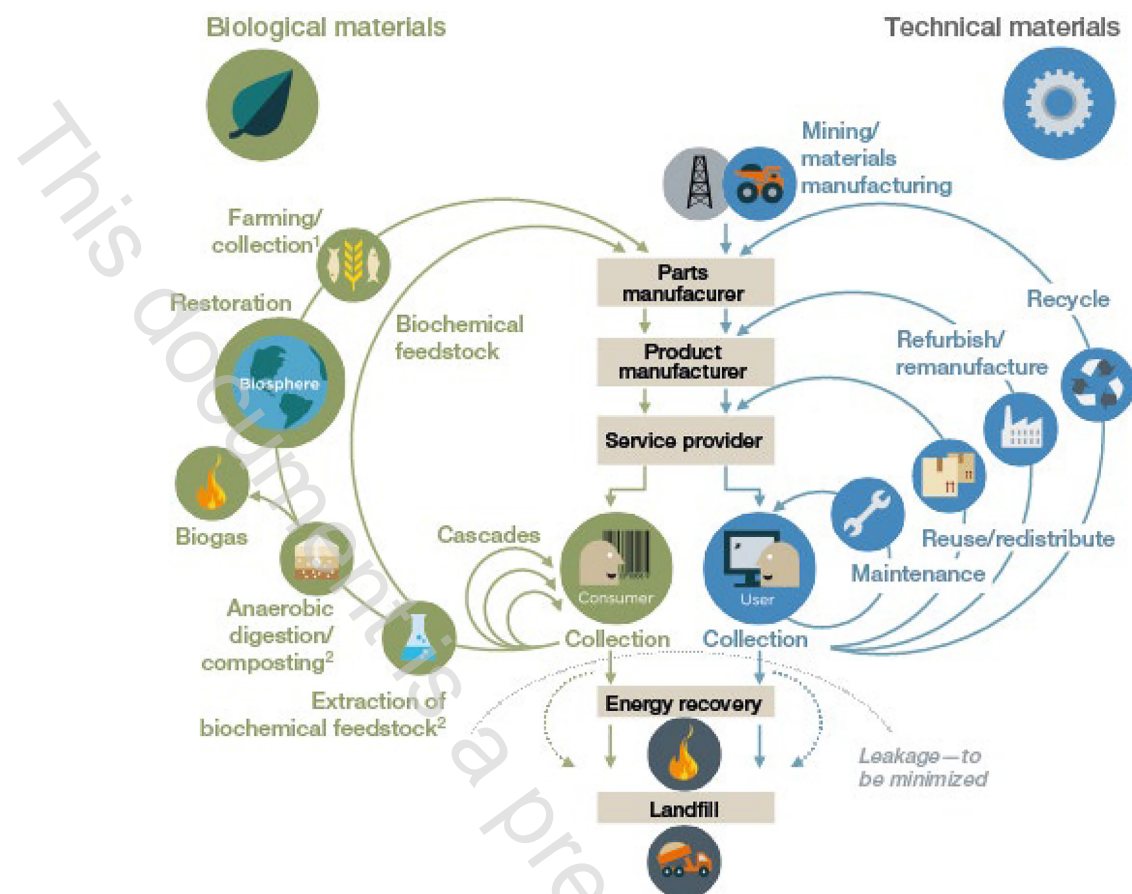 Biological materials
Technical materials
Mining/
materials
manufacturing
Farming/
collection¹
Restoration
Biosphere
Biochemical
feedstock
Parts
manufacurer
Product
manufacturer
Service provider
Recycle
Refurbish/
remanufacture
Reuse/redistribute
Maintenance
Biogas
Cascades
Consumer
User
Anaerobic
digestion/
composting²
Collection
Collection
Extraction of
biochemical feedstock²
Energy recovery
Leakage—to
be minimized
Landfill
This document is a pre